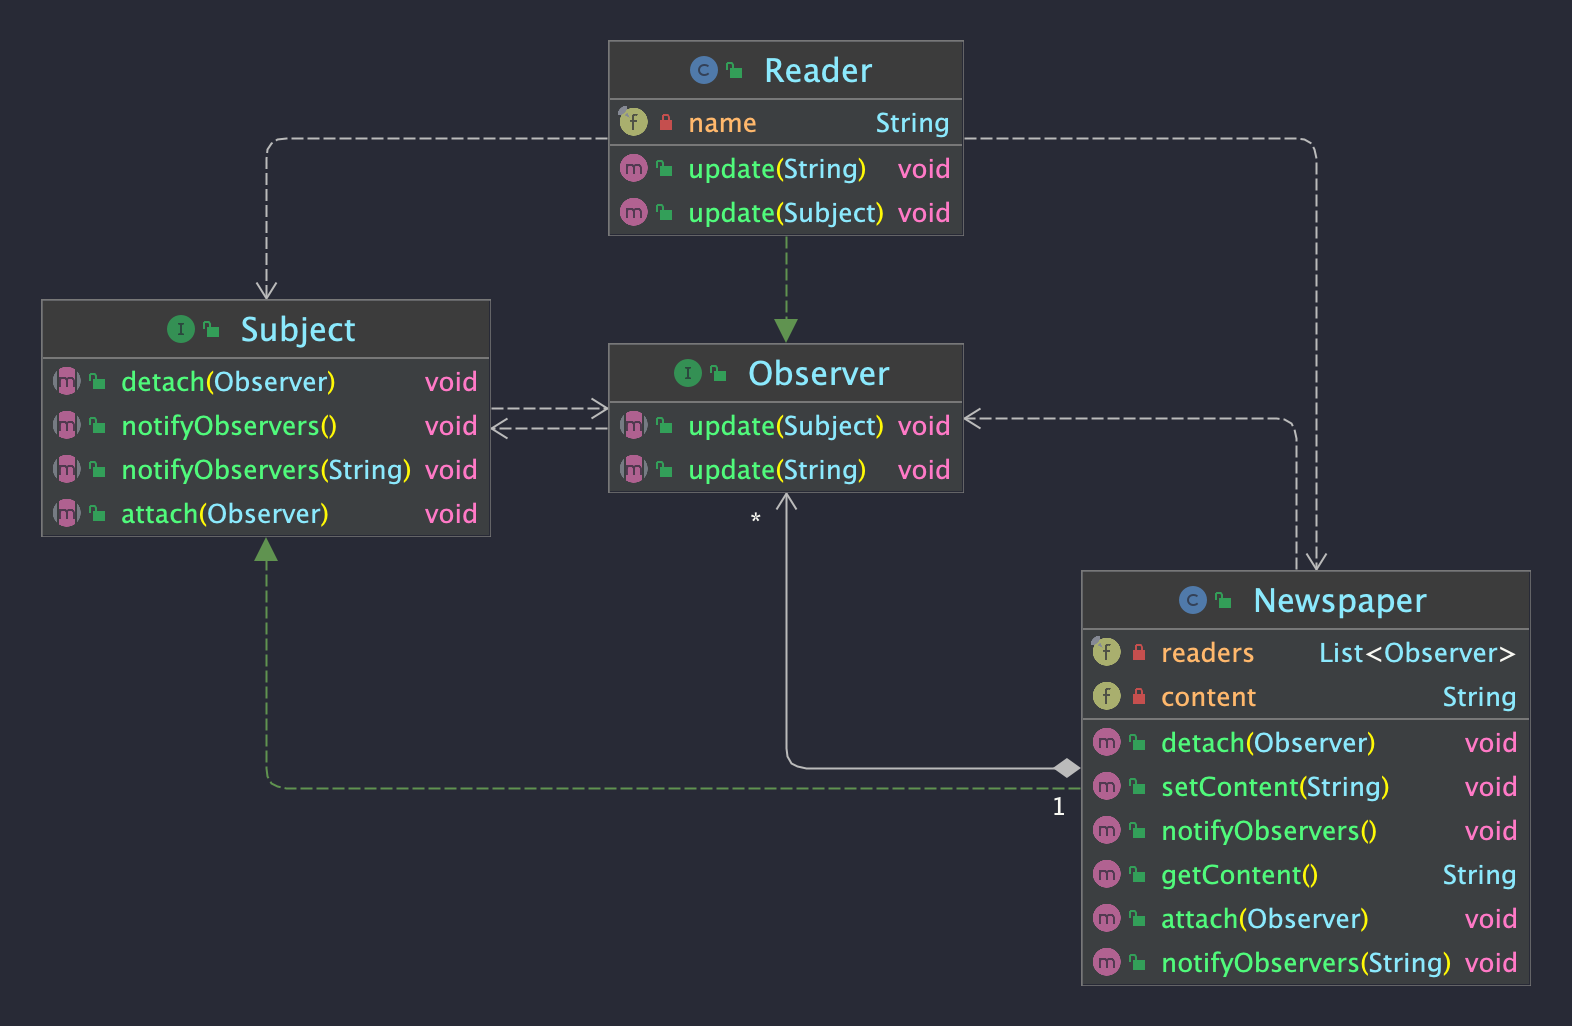 Reader
name String
update(String) void
update(Subject) void
Subject
detach(Observer) void
notifyObservers() void
notifyObservers(String) void
attach(Observer) void
Observer
update(Subject) void
update(String) void
*
1
Newspaper
readers List<Observer>
content String
detach(Observer) void
setContent(String) void
notifyObservers() void
getContent() String
attach(Observer) void
notifyObservers(String) void